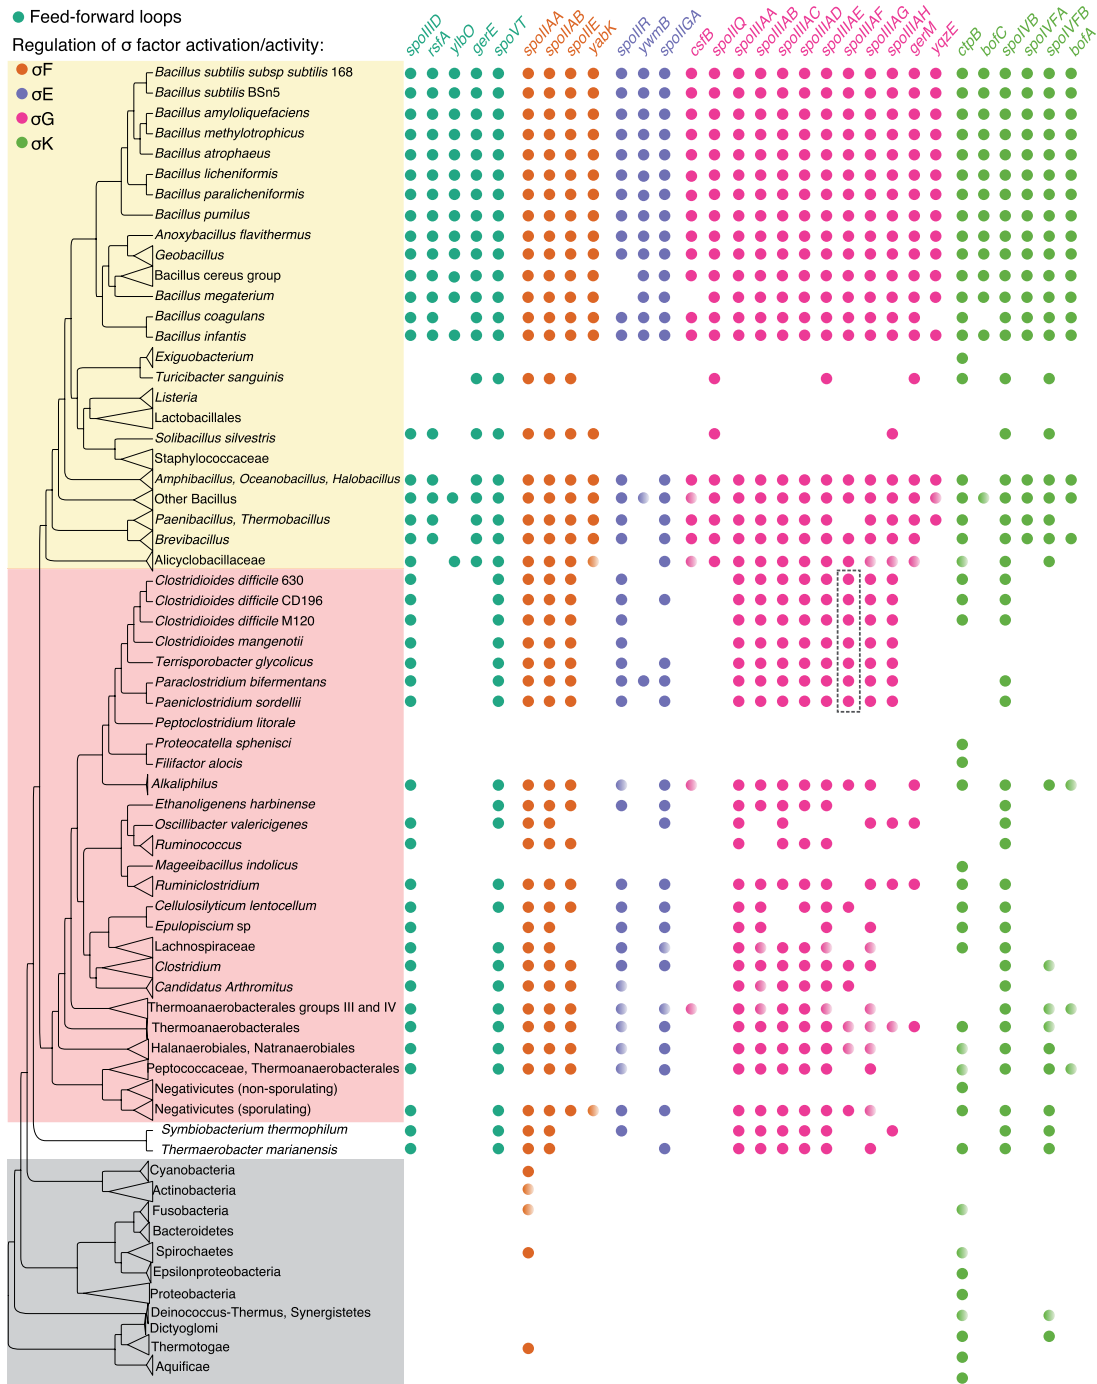 Feed-forward loops
Regulation of σ factor activation/activity:
σF
σE
σG
σK
spoIIID
rsfA
ylbO
gerE
spoVT
spoIIAA
spoIIAB
spoIIE
yabK
spoIIR
ywmB
spoIIGA
csfB
spoIIQ
spoIIIAA
spoIIIAB
spoIIIAC
spoIIIAD
spoIIIAE
spoIIIAF
spoIIIAG
spoIIIAH
gerM
yqzE
ctpB
bofC
spoIVB
spoIVFA
spoIVFB
bofA
Bacillus subtilis subsp subtilis 168
Bacillus subtilis BSn5
Bacillus amyloliquefaciens
Bacillus methylotrophicus
Bacillus atrophaeus
Bacillus licheniformis
Bacillus paralicheniformis
Bacillus pumilus
Anoxybacillus flavithermus
Geobacillus
Bacillus cereus group
Bacillus megaterium
Bacillus coagulans
Bacillus infantis
Exiguobacterium
Turicibacter sanguinis
Listeria
Lactobacillales
Solibacillus silvestris
Staphylococcaceae
Amphibacillus, Oceanobacillus, Halobacillus
Other Bacillus
Paenibacillus, Thermobacillus
Brevibacillus
Alicyclobacillaceae
Clostridioides difficile 630
Clostridioides difficile CD196
Clostridioides difficile M120
Clostridioides mangenotii
Terrisporobacter glycolicus
Paraclostridium bifermentans
Paeniclostridium sordellii
Peptoclostridium litorale
Proteocatella sphenisci
Filifactor alocis
Alkaliphilus
Ethanoligenens harbinense
Oscillibacter valericigenes
Ruminococcus
Mageeibacillus indolicus
Ruminiclostridium
Cellulosilyticum lentocellum
Epulopiscium sp
Lachnospiraceae
Clostridium
Candidatus Arthromitus
Thermoanaerobacterales groups III and IV
Thermoanaerobacterales
Halanaerobiales, Natranaerobiales
Peptococcaceae, Thermoanaerobacterales
Negativicutes (non-sporulating)
Negativicutes (sporulating)
Symbiobacterium thermophilum
Thermaerobacter marianensis
Cyanobacteria
Actinobacteria
Fusobacteria
Bacteroidetes
Spirochaetes
Epsilonproteobacteria
Proteobacteria
Deinococcus-Thermus, Synergistetes
Dictyoglomi
Thermotogae
Aquificae